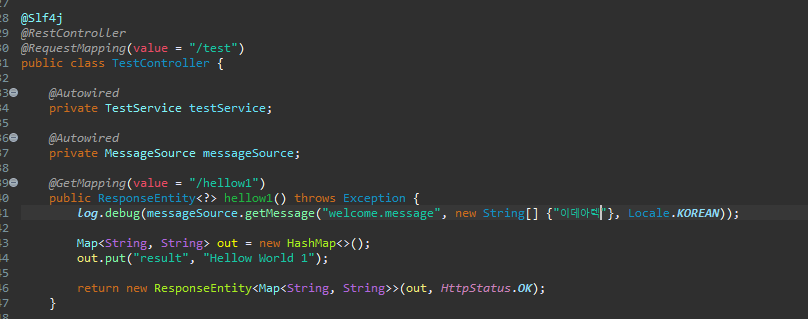 27
28 @Slf4j
29 @RestController
30 @RequestMapping(value = "/test")
31 public class TestController {
32
33 @Autowired
34 private TestService testService;
35
36 @Autowired
37 private MessageSource messageSource;
38
39 @GetMapping(value = "/hellow1")
40 public ResponseEntity<?> hellow1() throws Exception {
41 log.debug(messageSource.getMessage("welcome.message", new String[] {"이데아텍"}, Locale.KOREAN));
42
43 Map<String, String> out = new HashMap<>();
44 out.put("result", "Hellow World 1");
45
46 return new ResponseEntity<Map<String, String>>(out, HttpStatus.OK);
47 }